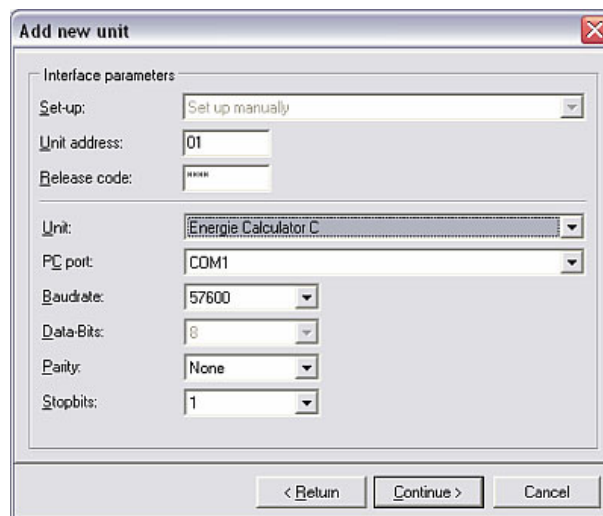 Add new unit
Interface parameters
Set-up: Set up manually
Unit address: 01
Release code: ****
Unit: Energie Calculator C
PC port: COM1
Baudrate: 57600
Data-Bits: 8
Parity: None
Stopbits: 1
< Return Continue > Cancel